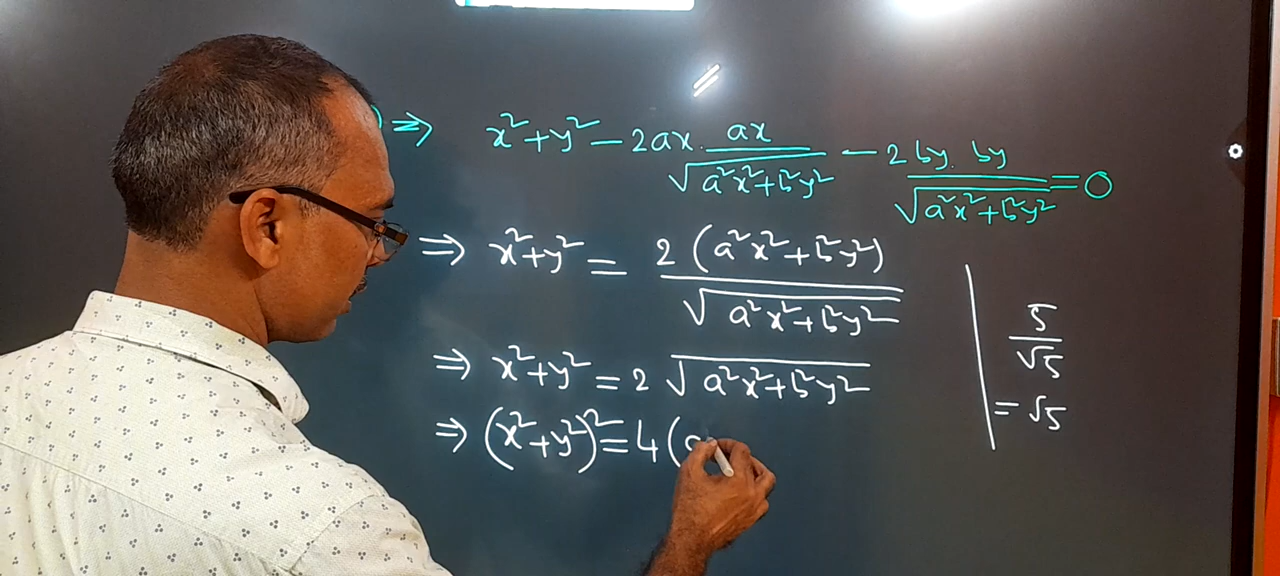 ) ⇒ x² + y² − 2ax · ax/√(a²x² + b²y²) − 2by · by/√(a²x² + b²y²) = 0
⇒ x² + y² = 2(a²x² + b²y²)/√(a²x² + b²y²)
⇒ x² + y² = 2√(a²x² + b²y²)
⇒ (x² + y²)² = 4(a
5/√5
= √5